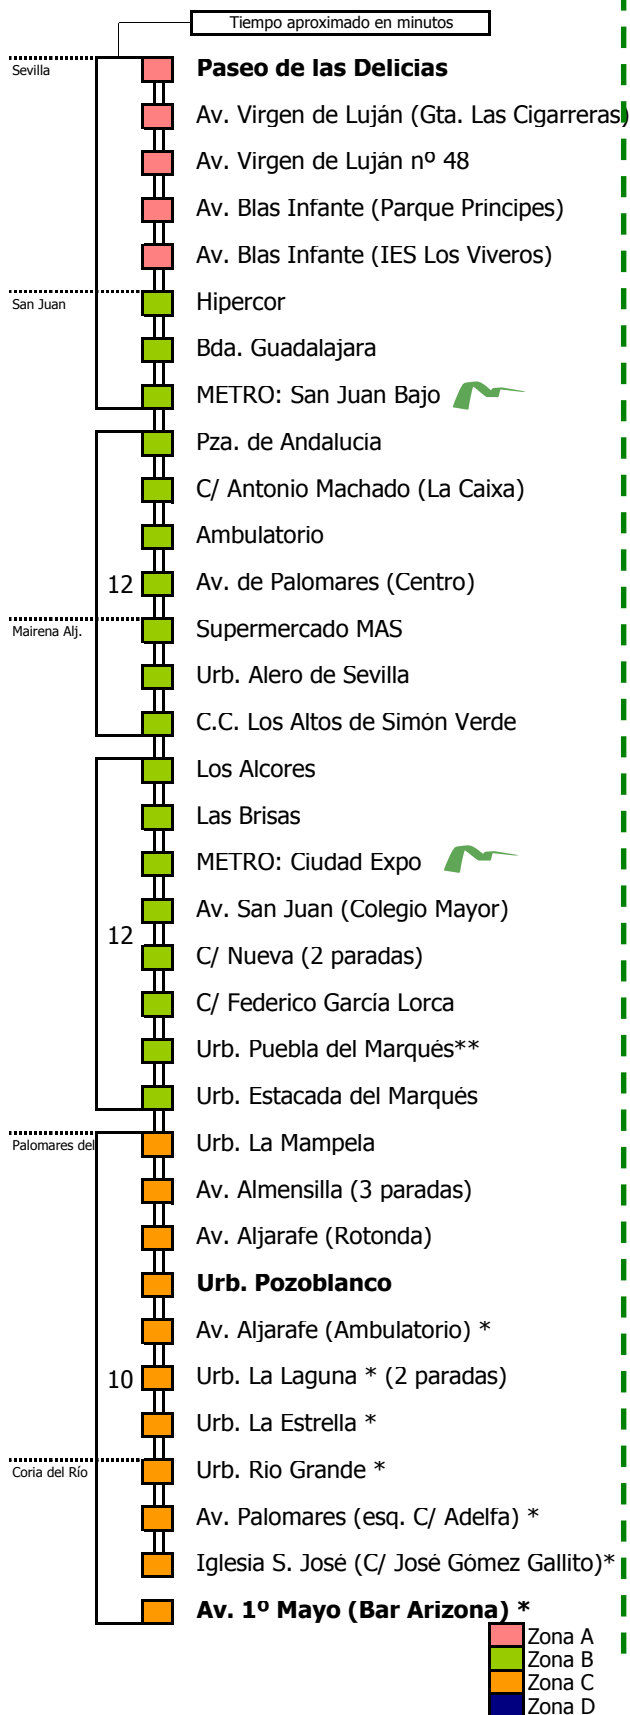 Tiempo aproximado en minutos
Sevilla
Paseo de las Delicias
Av. Virgen de Luján (Gta. Las Cigarreras)
Av. Virgen de Luján nº 48
Av. Blas Infante (Parque Principes)
Av. Blas Infante (IES Los Viveros)
San Juan
Hipercor
Bda. Guadalajara
METRO: San Juan Bajo
Pza. de Andalucia
C/ Antonio Machado (La Caixa)
Ambulatorio
12
Av. de Palomares (Centro)
Mairena Alj.
Supermercado MAS
Urb. Alero de Sevilla
C.C. Los Altos de Simón Verde
Los Alcores
Las Brisas
METRO: Ciudad Expo
Av. San Juan (Colegio Mayor)
12
C/ Nueva (2 paradas)
C/ Federico García Lorca
Urb. Puebla del Marqués**
Urb. Estacada del Marqués
Palomares del
Urb. La Mampela
Av. Almensilla (3 paradas)
Av. Aljarafe (Rotonda)
Urb. Pozoblanco
Av. Aljarafe (Ambulatorio) *
10
Urb. La Laguna * (2 paradas)
Urb. La Estrella *
Coria del Río
Urb. Rio Grande *
Av. Palomares (esq. C/ Adelfa) *
Iglesia S. José (C/ José Gómez Gallito)*
Av. 1º Mayo (Bar Arizona) *
Zona A
Zona B
Zona C
Zona D